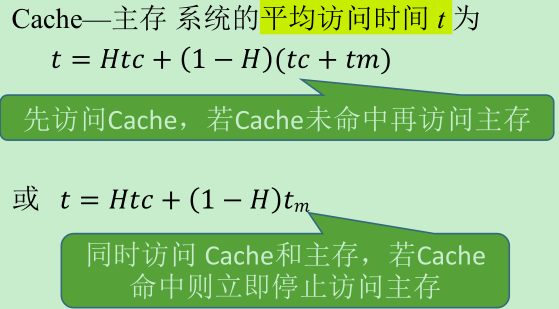 Cache—主存 系统的平均访问时间 t 为
t = Htc + (1 − H)(tc + tm)
先访问Cache，若Cache未命中再访问主存
或 t = Htc + (1 − H)tₘ
同时访问 Cache和主存，若Cache
命中则立即停止访问主存